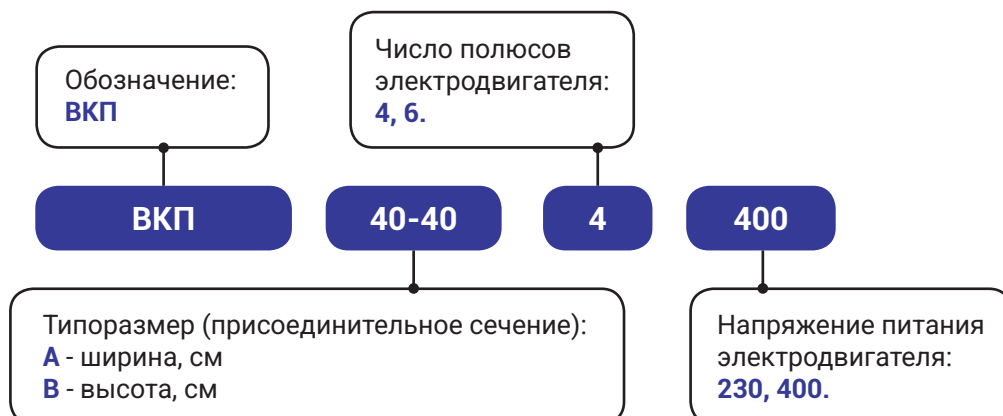 Обозначение:
ВКП
Число полюсов
электродвигателя:
4, 6.
ВКП 40-40 4 400
Типоразмер (присоединительное сечение):
А - ширина, см
В - высота, см
Напряжение питания
электродвигателя:
230, 400.